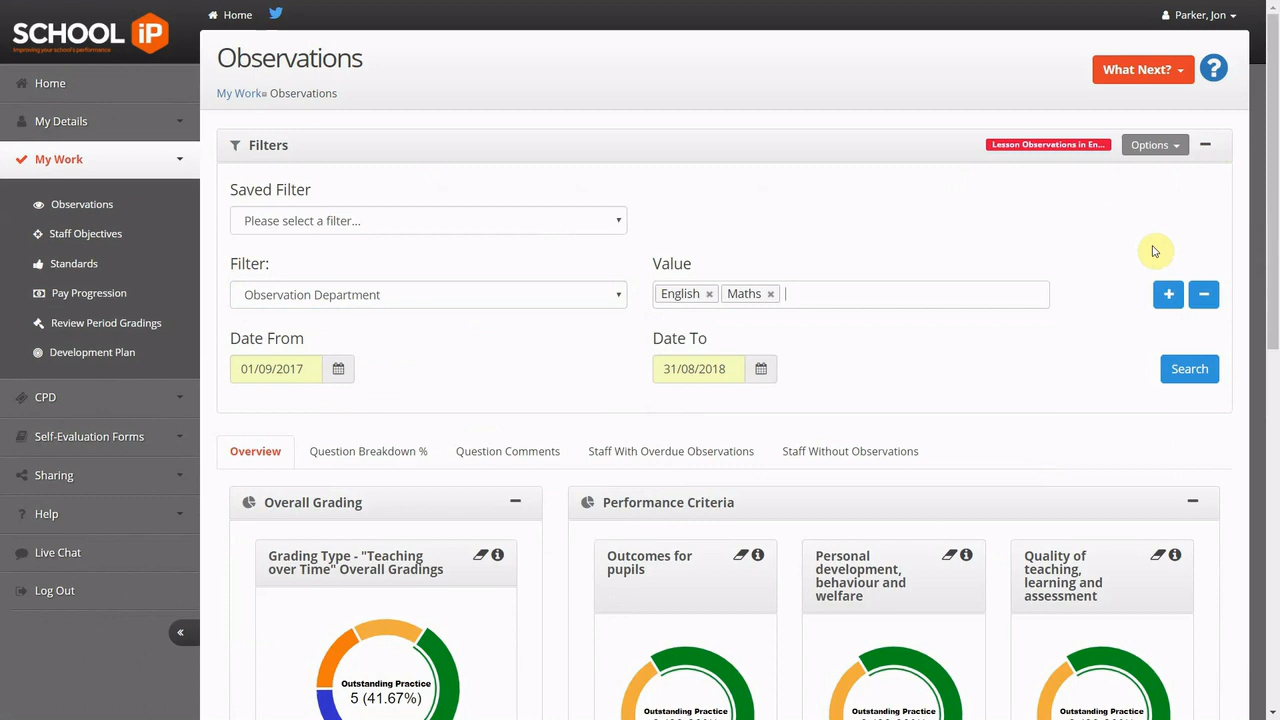 Home
Parker, Jon
SCHOOL iP
Improving your school's performance
Observations
What Next?
?
My Work
Observations
Home
My Details
My Work
Observations
Staff Objectives
Standards
Pay Progression
Review Period Gradings
Development Plan
CPD
Self-Evaluation Forms
Sharing
Help
Live Chat
Log Out
Filters
Lesson Observations in En...
Options
Saved Filter
Please select a filter...
Filter:
Value
Observation Department
English ×
Maths ×
Date From
Date To
01/09/2017
31/08/2018
Search
Overview
Question Breakdown %
Question Comments
Staff With Overdue Observations
Staff Without Observations
Overall Grading
Performance Criteria
Grading Type - "Teaching
over Time" Overall Gradings
Outcomes for
pupils
Personal
development,
behaviour and
welfare
Quality of
teaching,
learning and
assessment
Outstanding Practice
5 (41.67%)
Outstanding Practice
Outstanding Practice
Outstanding Practice